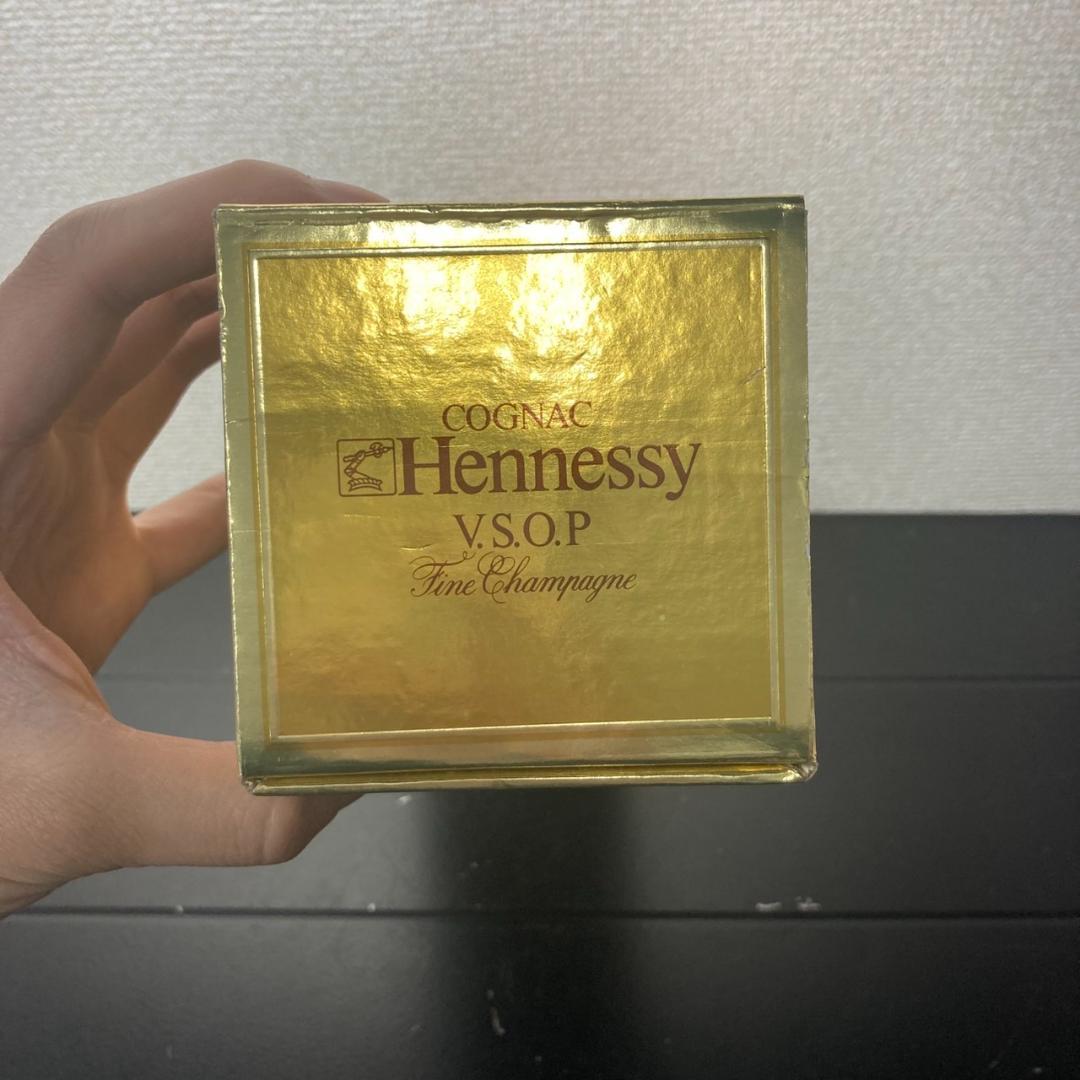 COGNAC
Hennessy
V.S.O.P
Fine Champagne